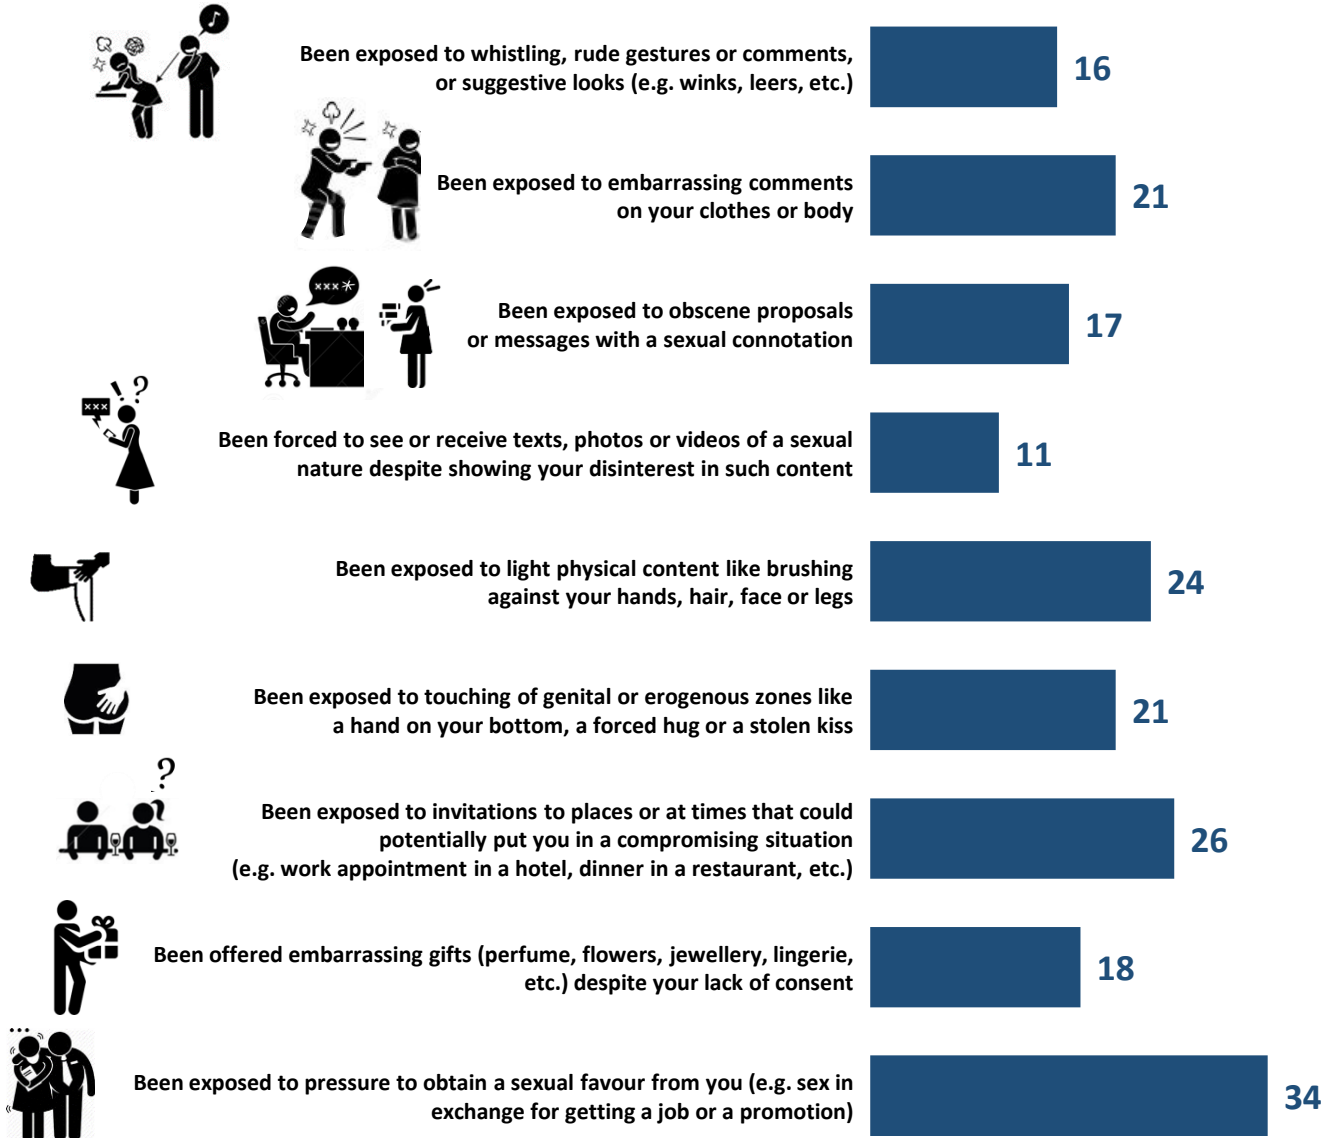 Been exposed to whistling, rude gestures or comments,
or suggestive looks (e.g. winks, leers, etc.)
16
Been exposed to embarrassing comments
on your clothes or body
21
xxx*
Been exposed to obscene proposals
or messages with a sexual connotation
17
!?
xxx
Been forced to see or receive texts, photos or videos of a sexual
nature despite showing your disinterest in such content
11
Been exposed to light physical content like brushing
against your hands, hair, face or legs
24
Been exposed to touching of genital or erogenous zones like
a hand on your bottom, a forced hug or a stolen kiss
21
?
Been exposed to invitations to places or at times that could
potentially put you in a compromising situation
(e.g. work appointment in a hotel, dinner in a restaurant, etc.)
26
Been offered embarrassing gifts (perfume, flowers, jewellery, lingerie,
etc.) despite your lack of consent
18
...
Been exposed to pressure to obtain a sexual favour from you (e.g. sex in
exchange for getting a job or a promotion)
34